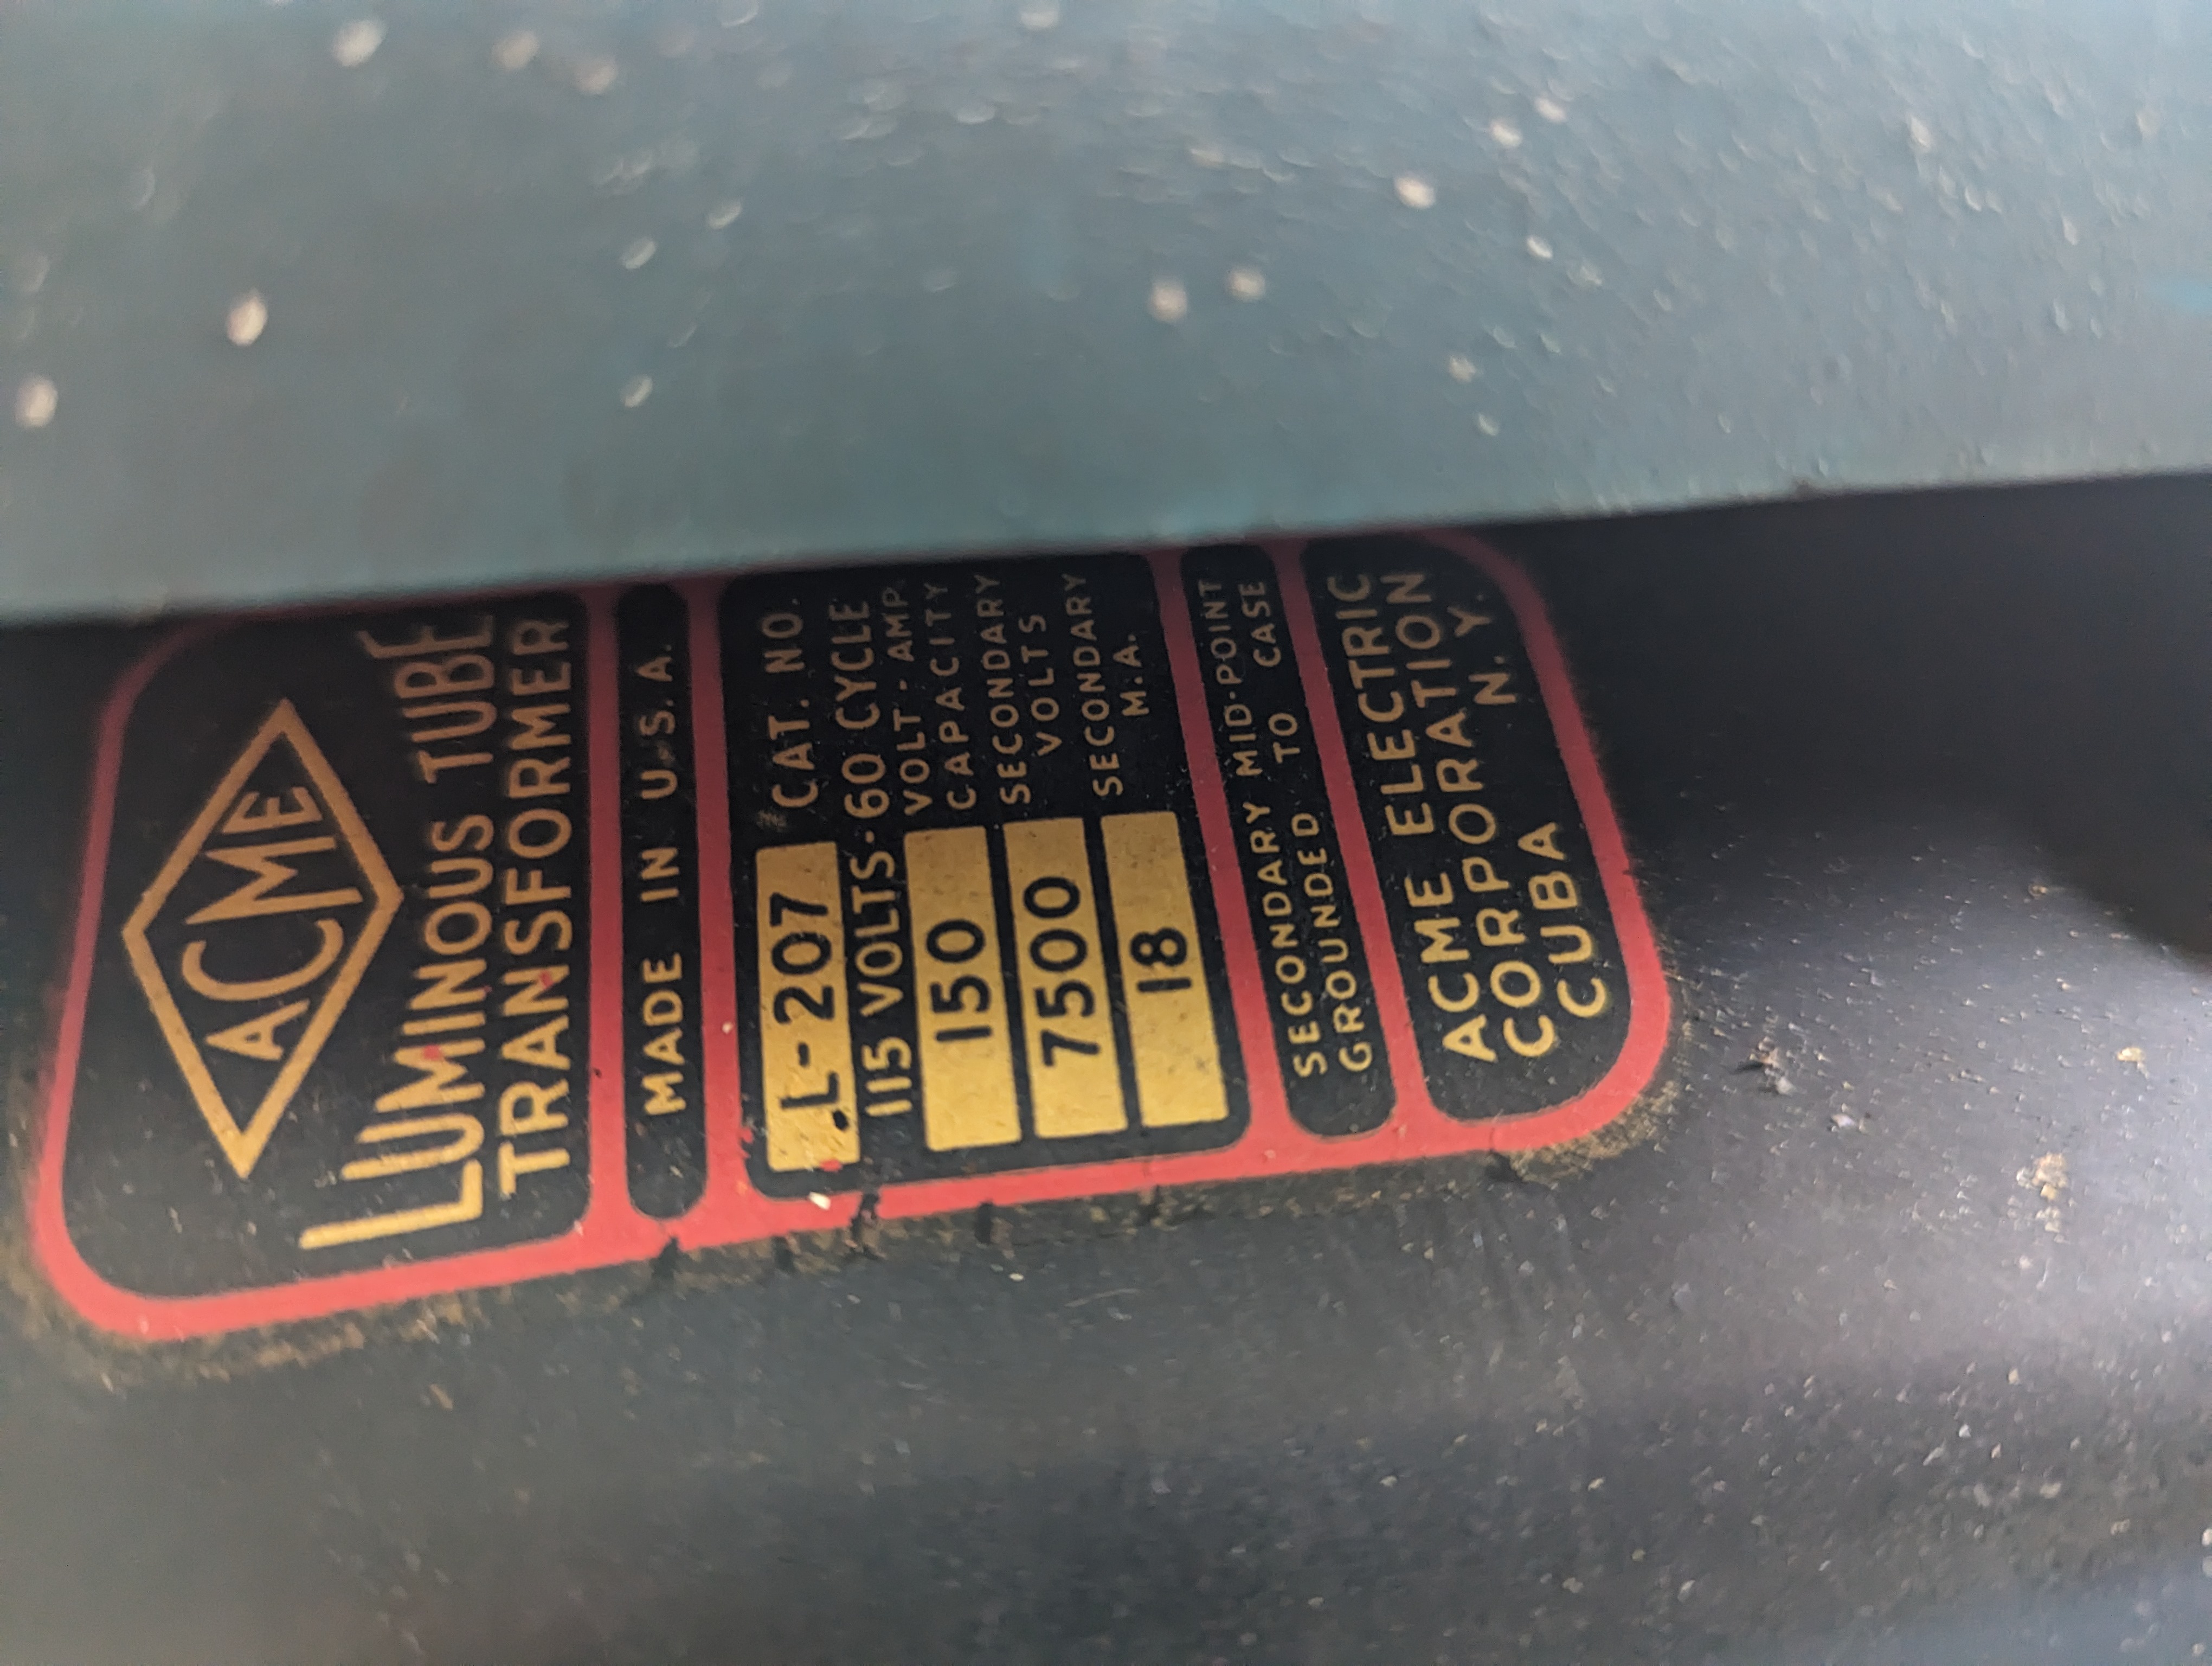 ACME
LUMINOUS TUBE
TRANSFORMER
MADE IN U.S.A.
L-207 CAT. NO.
115 VOLTS-60 CYCLE
150 VOLT-AMP. CAPACITY
7500 SECONDARY VOLTS
18 SECONDARY M.A.
SECONDARY MID-POINT
GROUNDED TO CASE
ACME ELECTRIC
CORPORATION
CUBA N.Y.